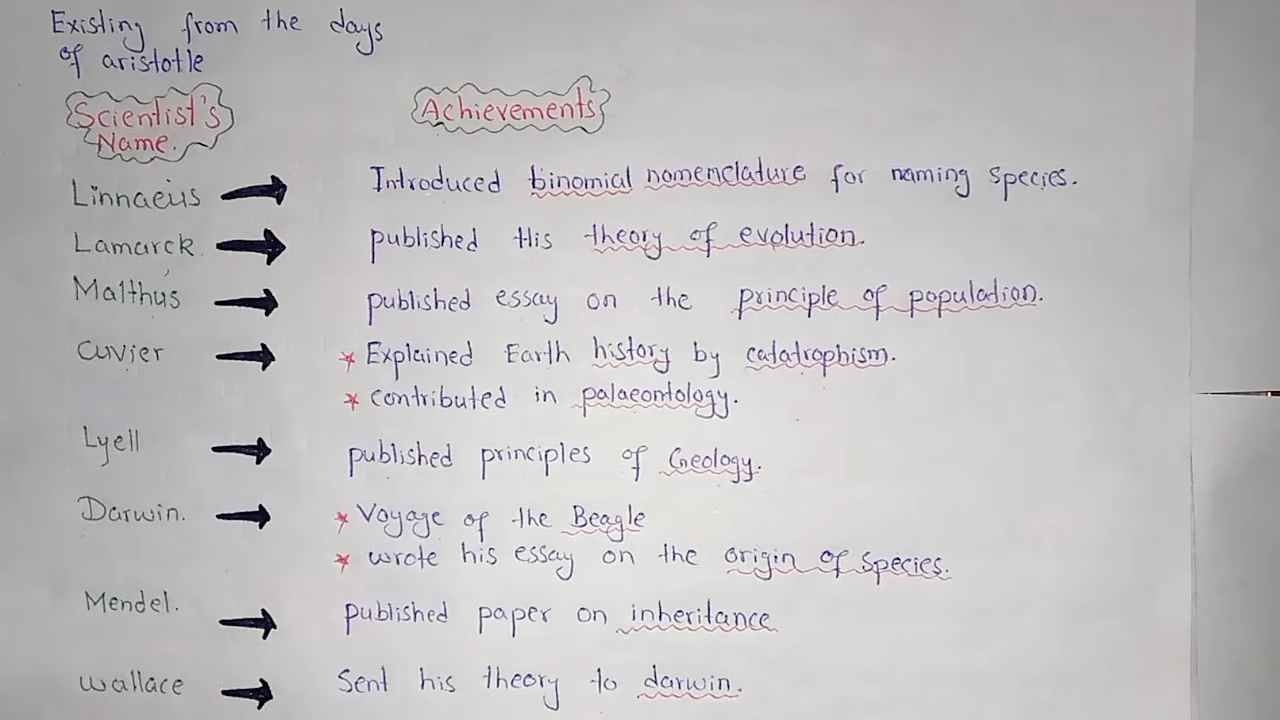 Existing from the days
of aristotle
Scientist's Achievements
Name.
Linnaeus → Introduced binomial nomenclature for naming species.
Lamarck. → published His theory of evolution.
Malthus → published essay on the principle of population.
Cuvier → * Explained Earth history by catatrophism.
* contributed in palaeontology.
Lyell → published principles of Geology.
Darwin. → * Voyage of the Beagle
* wrote his essay on the origin of species.
Mendel. → published paper on inheritance
wallace → Sent his theory to darwin.